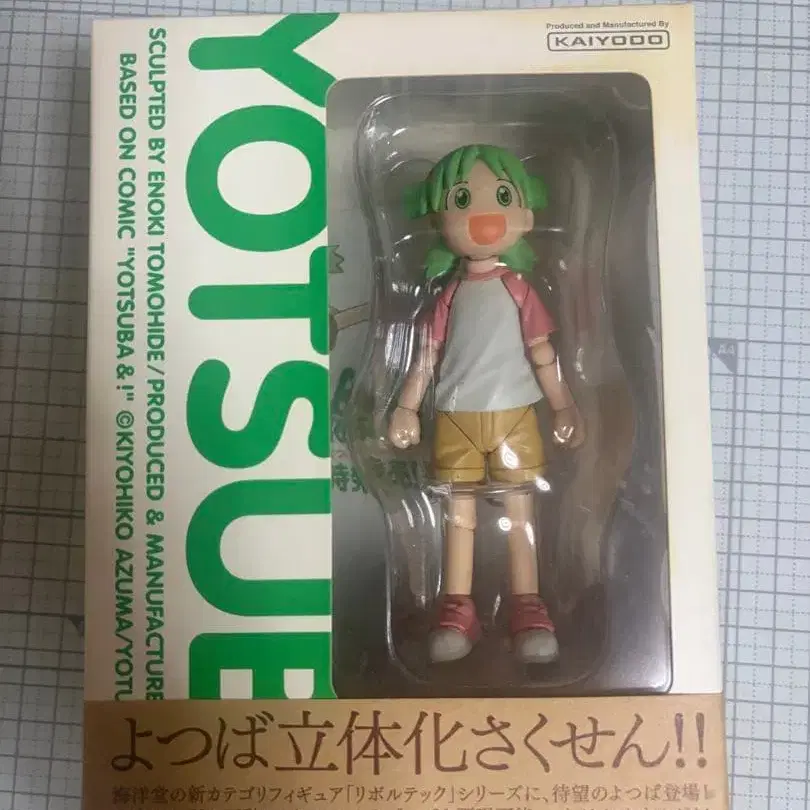 Produced and Manufactured By
KAIYODO
YOTSUB
SCULPTED BY ENOKI TOMOHIDE/PRODUCED & MANUFACTURE
BASED ON COMIC "YOTSUBA&!" ©KIYOHIKO AZUMA/YOTU
A4
よつば立体化さくせん!!
海洋堂の新カテゴリフィギュア「リボルテック」シリーズに、待望のよつば登場!